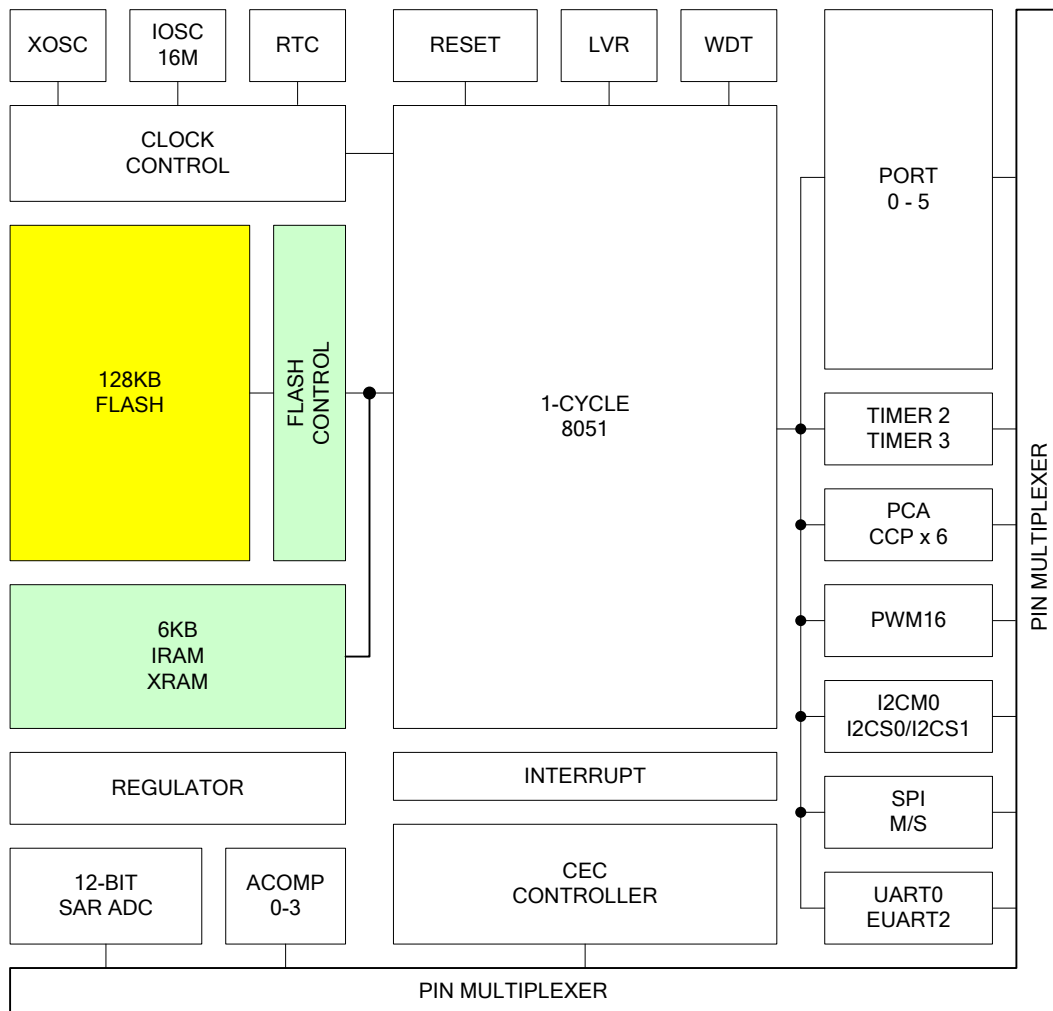 XOSC
IOSC
16M
RTC
RESET
LVR
WDT
CLOCK
CONTROL
PORT
0 - 5
128KB
FLASH
FLASH
CONTROL
1-CYCLE
8051
TIMER 2
TIMER 3
PCA
CCP x 6
PWM16
6KB
IRAM
XRAM
I2CM0
I2CS0/I2CS1
REGULATOR
INTERRUPT
SPI
M/S
12-BIT
SAR ADC
ACOMP
0-3
CEC
CONTROLLER
UART0
EUART2
PIN MULTIPLEXER
PIN MULTIPLEXER